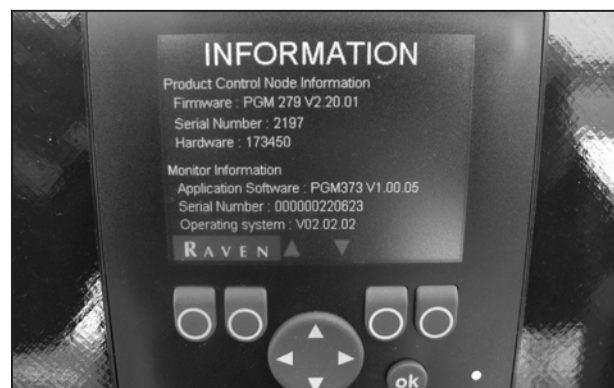 INFORMATION
Product Control Node Information
Firmware : PGM 279 V2.20.01
Serial Number : 2197
Hardware : 173450
Monitor Information
Application Software : PGM373 V1.00.05
Serial Number : 000000220623
Operating system : V02.02.02
RAVEN
ok